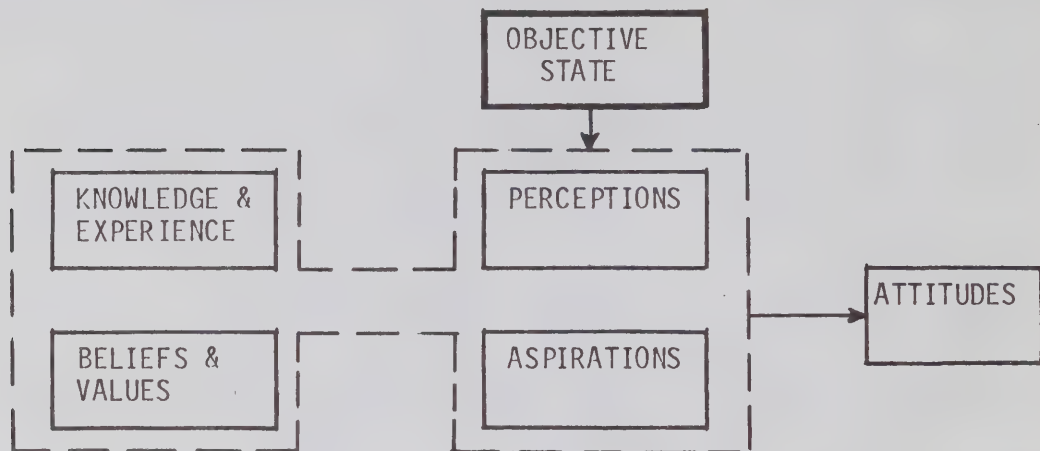 OBJECTIVE
STATE
KNOWLEDGE &
EXPERIENCE
PERCEPTIONS
ATTITUDES
BELIEFS &
VALUES
ASPIRATIONS